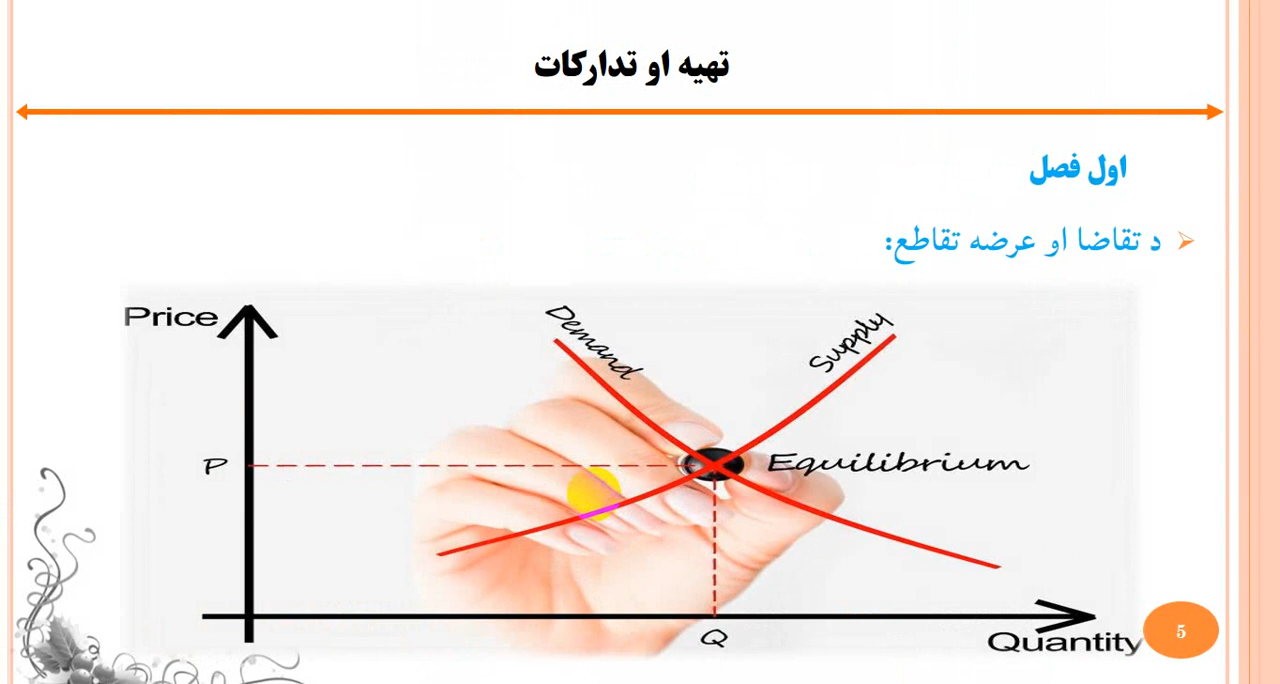 تهیه او تدارکات
اول فصل
د تقاضا او عرضه تقاطع:
Price
Demand
Supply
P
Equilibrium
Q
Quantity
5